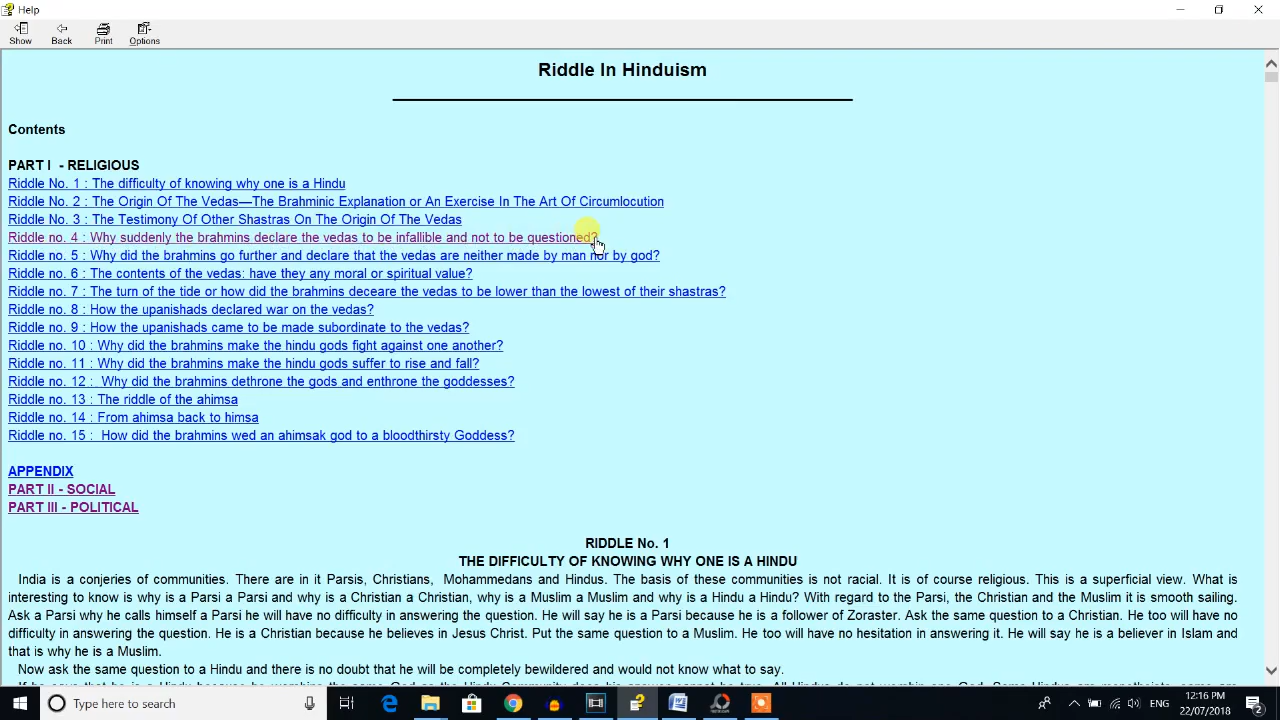 Help
Show Back Print Options
Riddle In Hinduism
Contents
PART I - RELIGIOUS
Riddle No. 1 : The difficulty of knowing why one is a Hindu
Riddle No. 2 : The Origin Of The Vedas—The Brahminic Explanation or An Exercise In The Art Of Circumlocution
Riddle No. 3 : The Testimony Of Other Shastras On The Origin Of The Vedas
Riddle no. 4 : Why suddenly the brahmins declare the vedas to be infallible and not to be questioned?
Riddle no. 5 : Why did the brahmins go further and declare that the vedas are neither made by man nor by god?
Riddle no. 6 : The contents of the vedas: have they any moral or spiritual value?
Riddle no. 7 : The turn of the tide or how did the brahmins deceare the vedas to be lower than the lowest of their shastras?
Riddle no. 8 : How the upanishads declared war on the vedas?
Riddle no. 9 : How the upanishads came to be made subordinate to the vedas?
Riddle no. 10 : Why did the brahmins make the hindu gods fight against one another?
Riddle no. 11 : Why did the brahmins make the hindu gods suffer to rise and fall?
Riddle no. 12 : Why did the brahmins dethrone the gods and enthrone the goddesses?
Riddle no. 13 : The riddle of the ahimsa
Riddle no. 14 : From ahimsa back to himsa
Riddle no. 15 : How did the brahmins wed an ahimsak god to a bloodthirsty Goddess?
APPENDIX
PART II - SOCIAL
PART III - POLITICAL
RIDDLE No. 1
THE DIFFICULTY OF KNOWING WHY ONE IS A HINDU
India is a conjeries of communities. There are in it Parsis, Christians, Mohammedans and Hindus. The basis of these communities is not racial. It is of course religious. This is a superficial view. What is
interesting to know is why is a Parsi a Parsi and why is a Christian a Christian, why is a Muslim a Muslim and why is a Hindu a Hindu? With regard to the Parsi, the Christian and the Muslim it is smooth sailing.
Ask a Parsi why he calls himself a Parsi he will have no difficulty in answering the question. He will say he is a Parsi because he is a follower of Zoraster. Ask the same question to a Christian. He too will have no
difficulty in answering the question. He is a Christian because he believes in Jesus Christ. Put the same question to a Muslim. He too will have no hesitation in answering it. He will say he is a believer in Islam and
that is why he is a Muslim.
Now ask the same question to a Hindu and there is no doubt that he will be completely bewildered and would not know what to say.
Type here to search
ENG
12:16 PM
22/07/2018
2